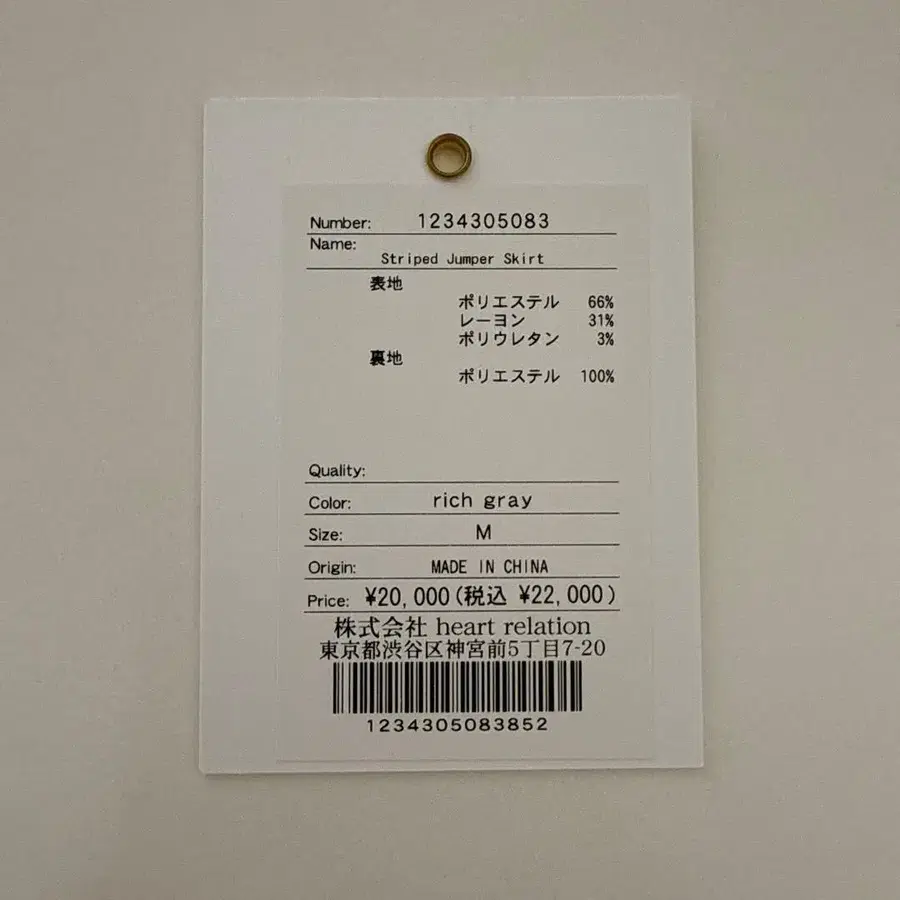 Number: 1234305083
Name:
Striped Jumper Skirt
表地
ポリエステル 66%
レーヨン 31%
ポリウレタン 3%
裏地
ポリエステル 100%
Quality:
Color: rich gray
Size: M
Origin: MADE IN CHINA
Price: ¥20,000(税込 ¥22,000)
株式会社 heart relation
東京都渋谷区神宮前5丁目7-20
1234305083852